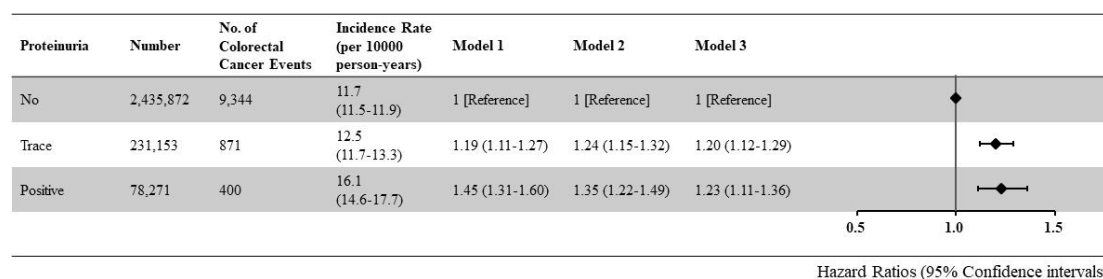 Proteinuria Number No. of Colorectal Cancer Events Incidence Rate (per 10000 person-years) Model 1 Model 2 Model 3
No 2,435,872 9,344 11.7 (11.5-11.9) 1 [Reference] 1 [Reference] 1 [Reference]
Trace 231,153 871 12.5 (11.7-13.3) 1.19 (1.11-1.27) 1.24 (1.15-1.32) 1.20 (1.12-1.29)
Positive 78,271 400 16.1 (14.6-17.7) 1.45 (1.31-1.60) 1.35 (1.22-1.49) 1.23 (1.11-1.36)
0.5 1.0 1.5
Hazard Ratios (95% Confidence intervals